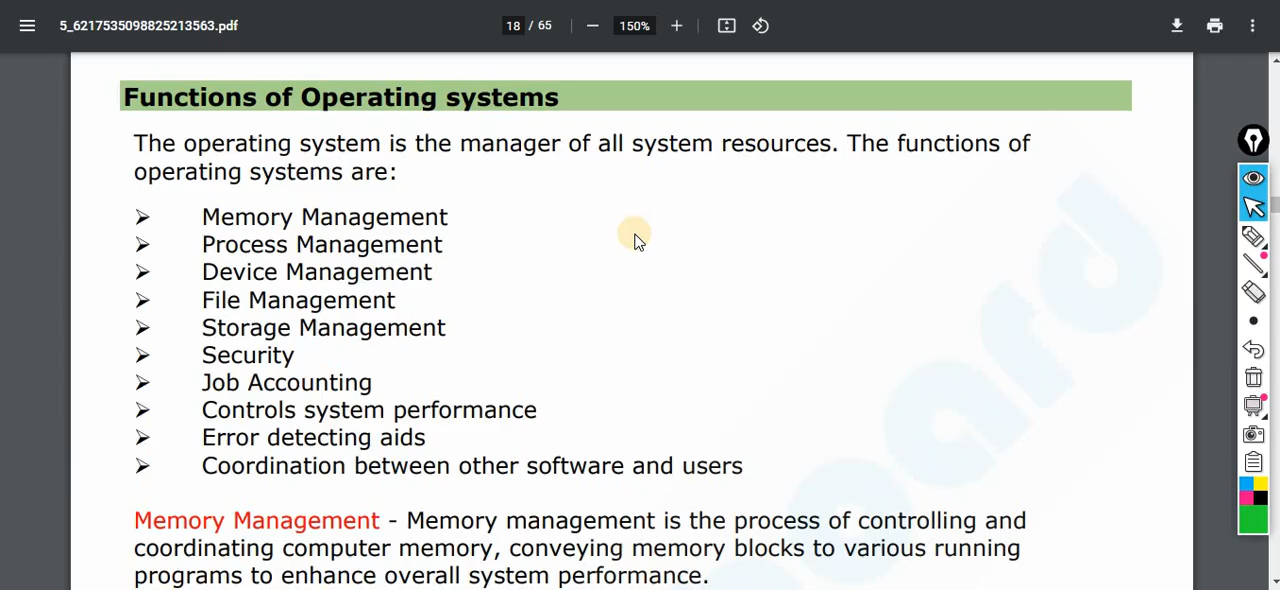 5_6217535098825213563.pdf
18 / 65
150%
Functions of Operating systems
The operating system is the manager of all system resources. The functions of
operating systems are:
➢ Memory Management
➢ Process Management
➢ Device Management
➢ File Management
➢ Storage Management
➢ Security
➢ Job Accounting
➢ Controls system performance
➢ Error detecting aids
➢ Coordination between other software and users
Memory Management - Memory management is the process of controlling and
coordinating computer memory, conveying memory blocks to various running
programs to enhance overall system performance.